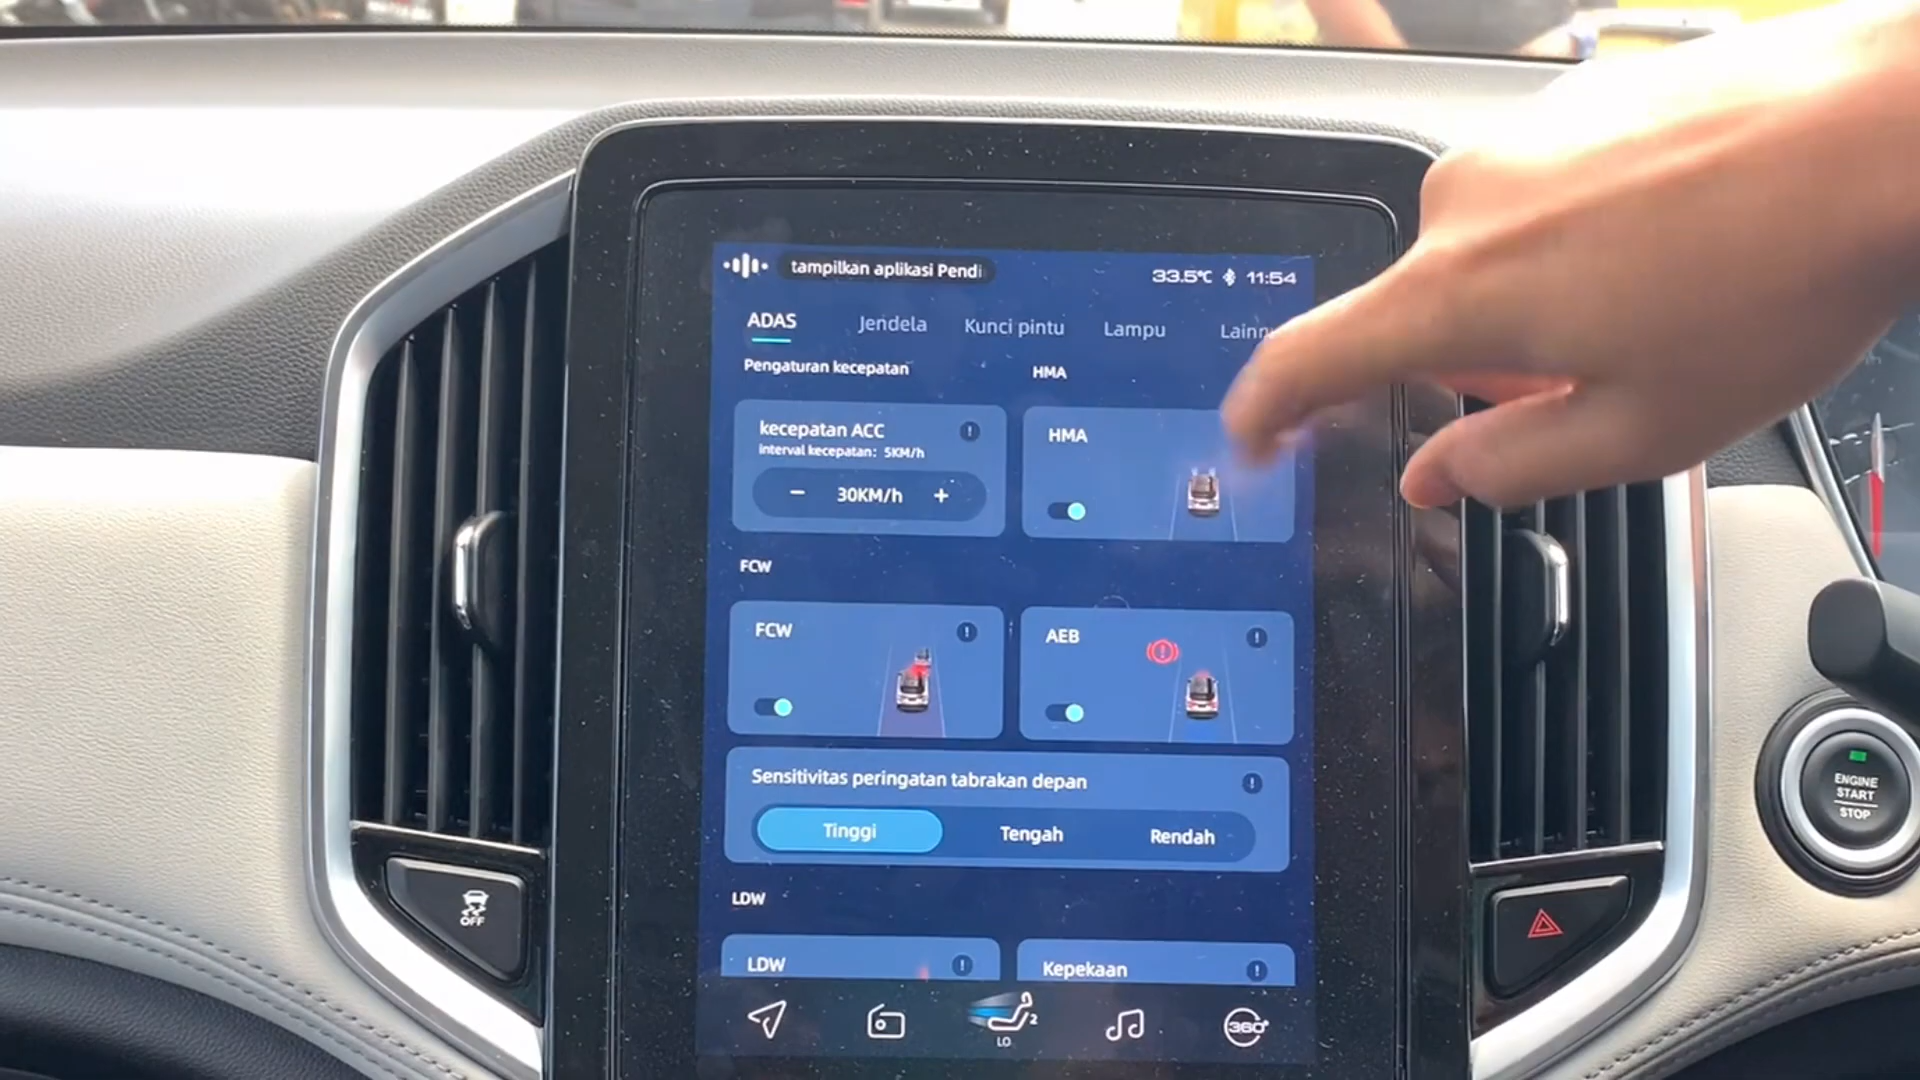 tampilkan aplikasi Pendi
33.5℃ 11:54
ADAS Jendela Kunci pintu Lampu Lainn
Pengaturan kecepatan
HMA
kecepatan ACC
interval kecepatan: 5KM/h
− 30KM/h +
HMA
FCW
FCW
AEB
Sensitivitas peringatan tabrakan depan
Tinggi Tengah Rendah
LDW
LDW
Kepekaan
2
LO
360°
OFF
ENGINE
START
STOP